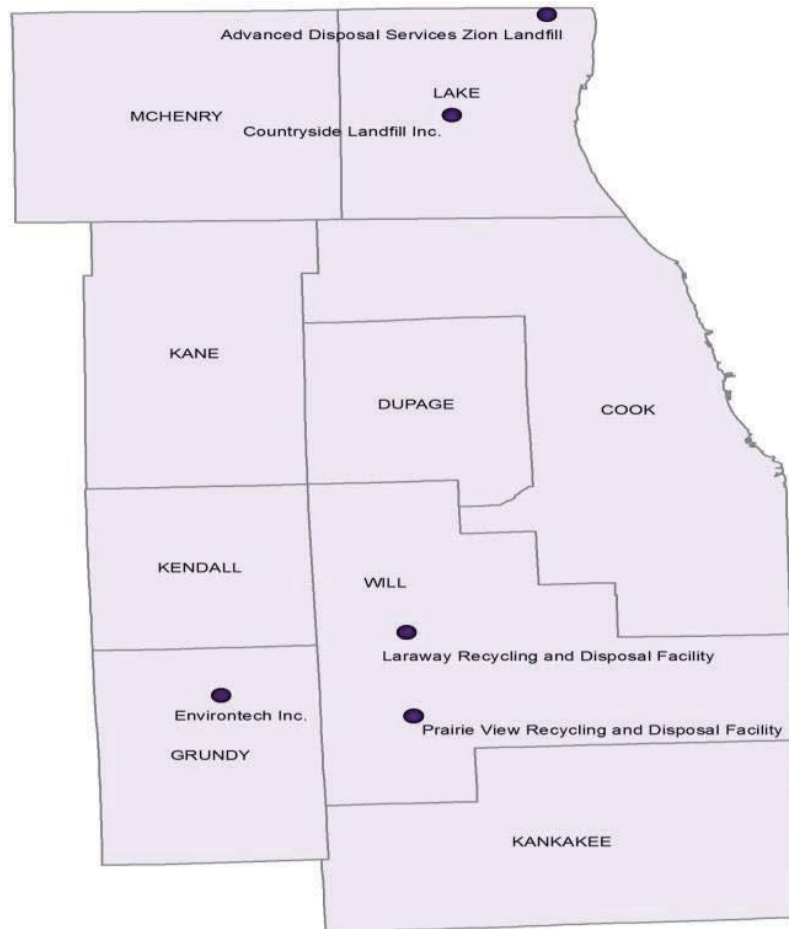 Advanced Disposal Services Zion Landfill
LAKE
MCHENRY
Countryside Landfill Inc.
KANE
DUPAGE
COOK
KENDALL
WILL
Laraway Recycling and Disposal Facility
Environtech Inc.
Prairie View Recycling and Disposal Facility
GRUNDY
KANKAKEE